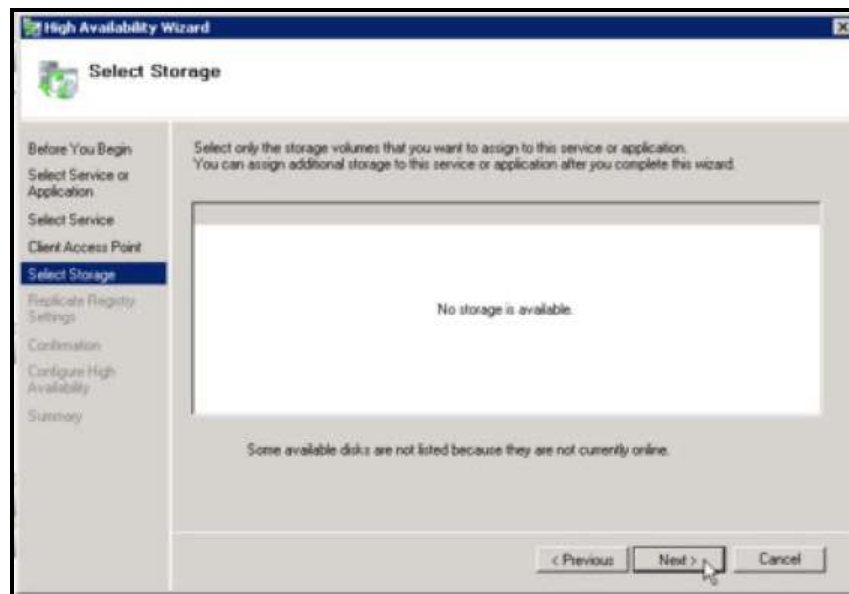 High Availability Wizard
Select Storage
Before You Begin
Select Service or
Application
Select Service
Client Access Point
Select Storage
Replicate Registry
Settings
Confirmation
Configure High
Availability
Summary
Select only the storage volumes that you want to assign to this service or application.
You can assign additional storage to this service or application after you complete this wizard.
No storage is available.
Some available disks are not listed because they are not currently online.
< Previous
Next >
Cancel